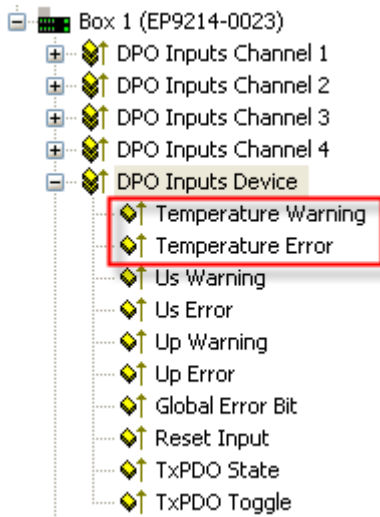 Box 1 (EP9214-0023)
DPO Inputs Channel 1
DPO Inputs Channel 2
DPO Inputs Channel 3
DPO Inputs Channel 4
DPO Inputs Device
Temperature Warning
Temperature Error
Us Warning
Us Error
Up Warning
Up Error
Global Error Bit
Reset Input
TxPDO State
TxPDO Toggle